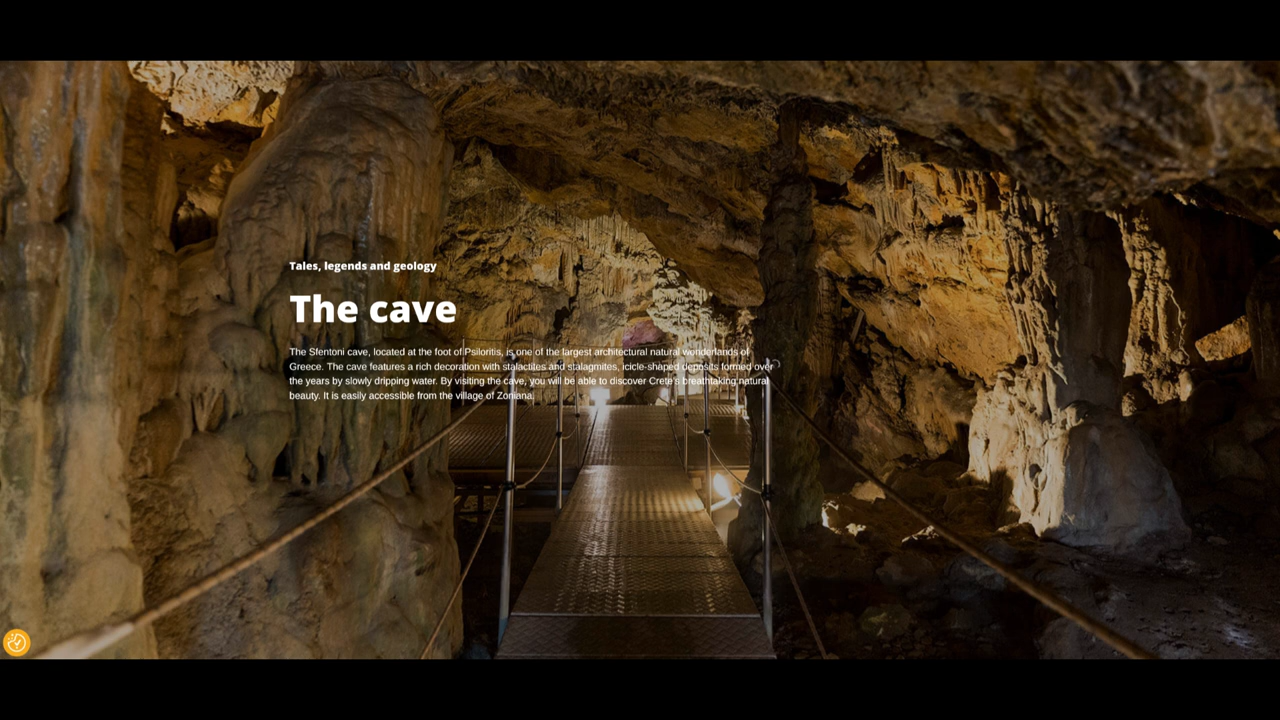 Tales, legends and geology
The cave
The Sfentoni cave, located at the foot of Psiloritis, is one of the largest architectural natural wonderlands of
Greece. The cave features a rich decoration with stalactites and stalagmites, icicle-shaped deposits formed over
the years by slowly dripping water. By visiting the cave, you will be able to discover Crete's breathtaking natural
beauty. It is easily accessible from the village of Zoniana.